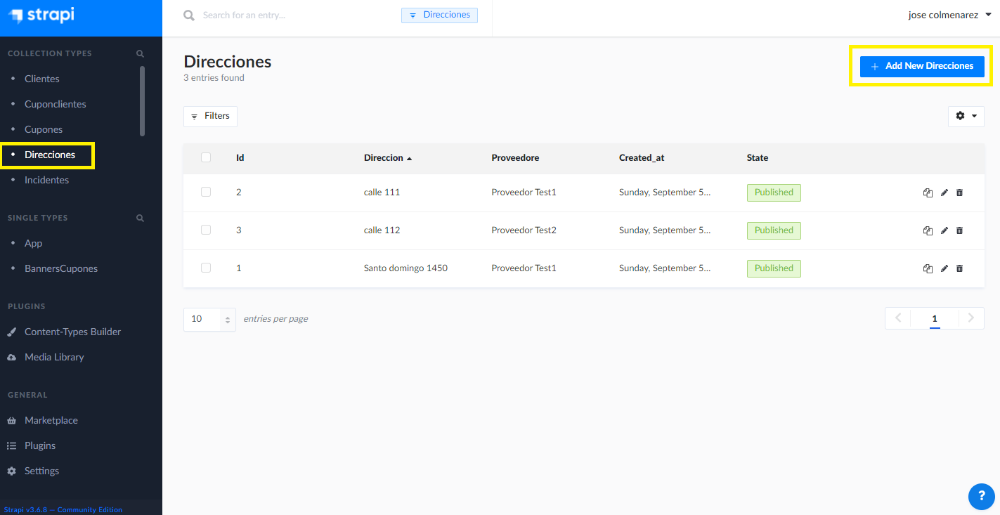 strapi
Search for an entry...
Direcciones
jose colmenarez
COLLECTION TYPES
Clientes
Cuponclientes
Cupones
Direcciones
Incidentes
SINGLE TYPES
App
BannersCupones
PLUGINS
Content-Types Builder
Media Library
GENERAL
Marketplace
Plugins
Settings
Strapi v3.6.8 — Community Edition
Direcciones
3 entries found
+ Add New Direcciones
Filters
Id Direccion Proveedore Created_at State
2 calle 111 Proveedor Test1 Sunday, September 5... Published
3 calle 112 Proveedor Test2 Sunday, September 5... Published
1 Santo domingo 1450 Proveedor Test1 Sunday, September 5... Published
10 entries per page
1
?